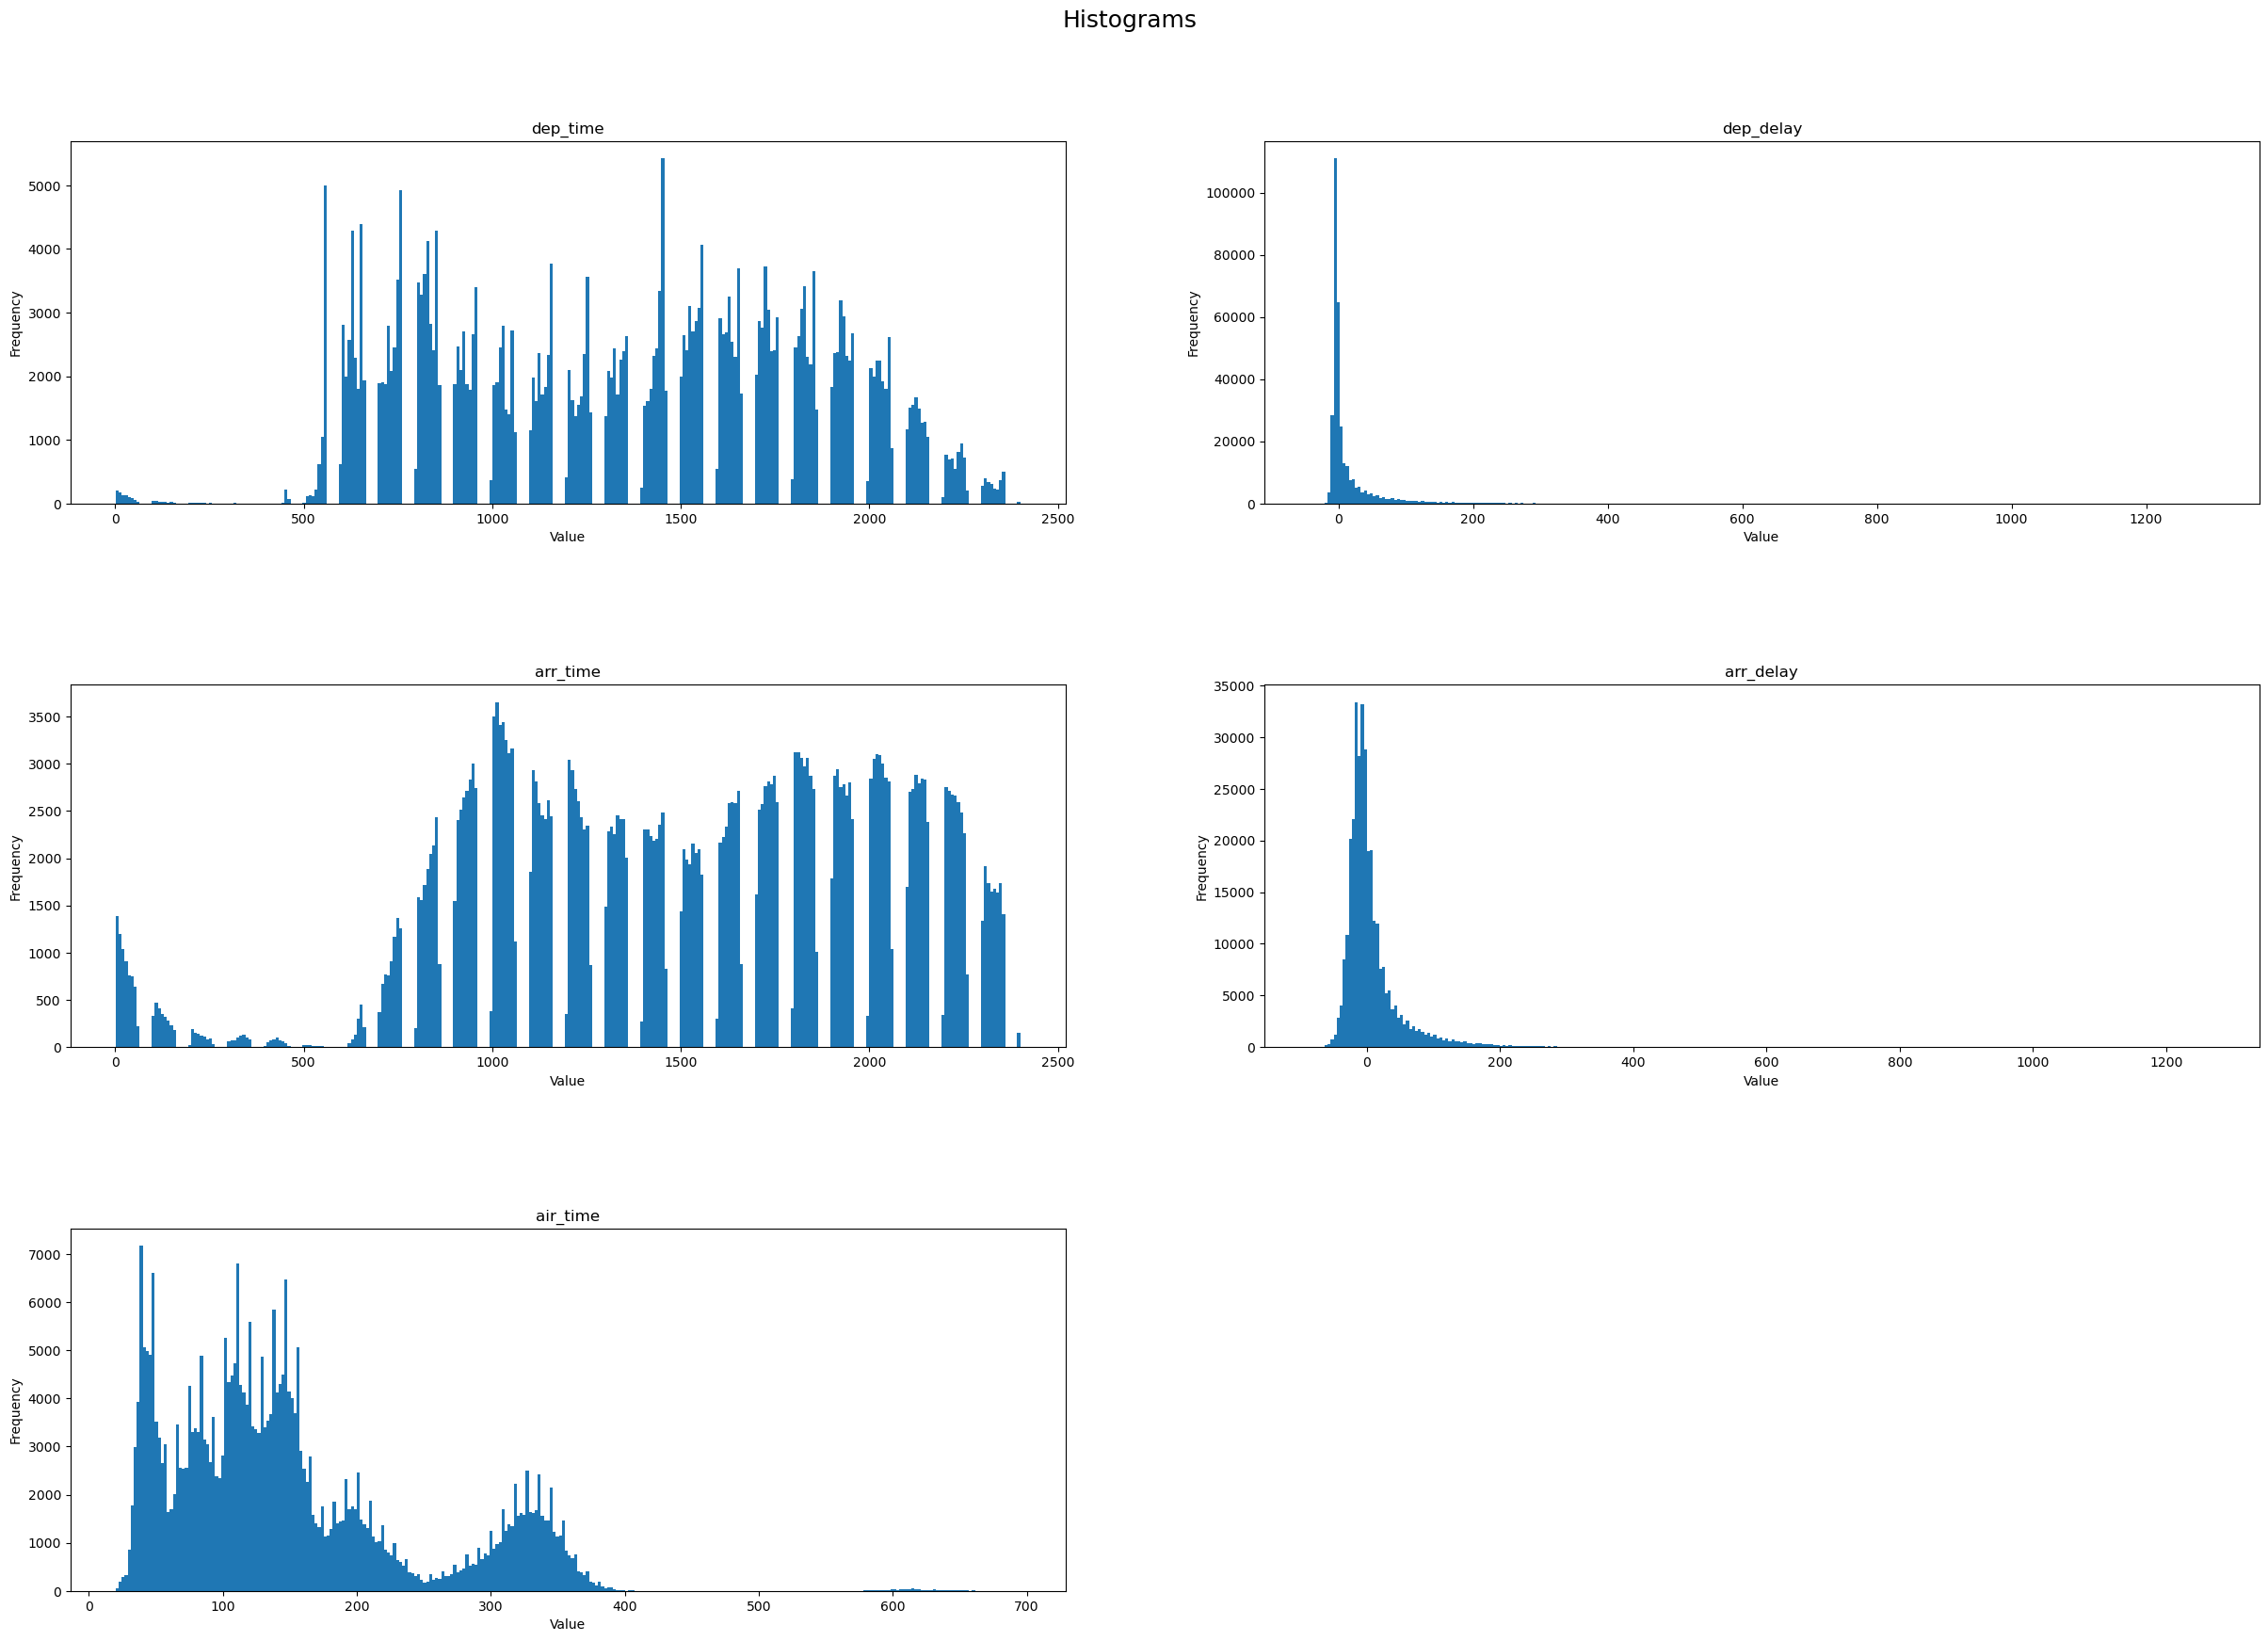 Histograms
dep_time
Frequency
5000
4000
3000
2000
1000
0
0 500 1000 1500 2000 2500
Value
dep_delay
Frequency
100000
80000
60000
40000
20000
0
0 200 400 600 800 1000 1200
Value
arr_time
Frequency
3500
3000
2500
2000
1500
1000
500
0
0 500 1000 1500 2000 2500
Value
arr_delay
Frequency
35000
30000
25000
20000
15000
10000
5000
0
0 200 400 600 800 1000 1200
Value
air_time
Frequency
7000
6000
5000
4000
3000
2000
1000
0
0 100 200 300 400 500 600 700
Value